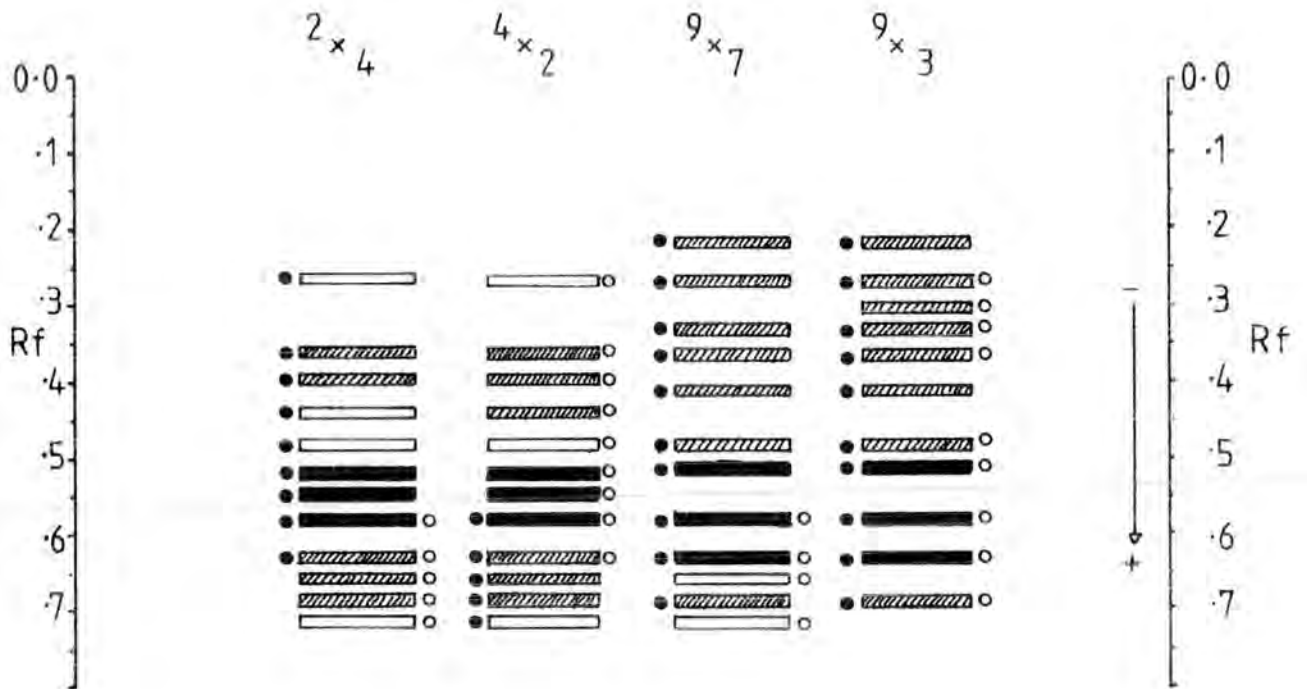 2 × 4 4 × 2 9 × 7 9 × 3
0·0 0·0
·1 ·1
·2 ·2
·3 − ·3
Rf Rf
·4 ·4
·5 ·5
·6 ·6
+
·7 ·7